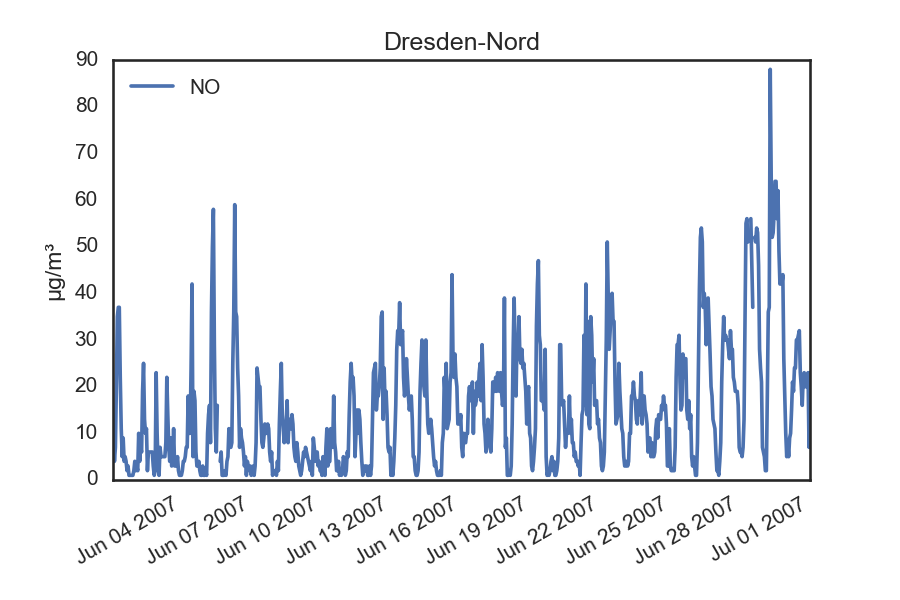 Dresden-Nord
NO
µg/m³
90
80
70
60
50
40
30
20
10
0
Jun 04 2007
Jun 07 2007
Jun 10 2007
Jun 13 2007
Jun 16 2007
Jun 19 2007
Jun 22 2007
Jun 25 2007
Jun 28 2007
Jul 01 2007